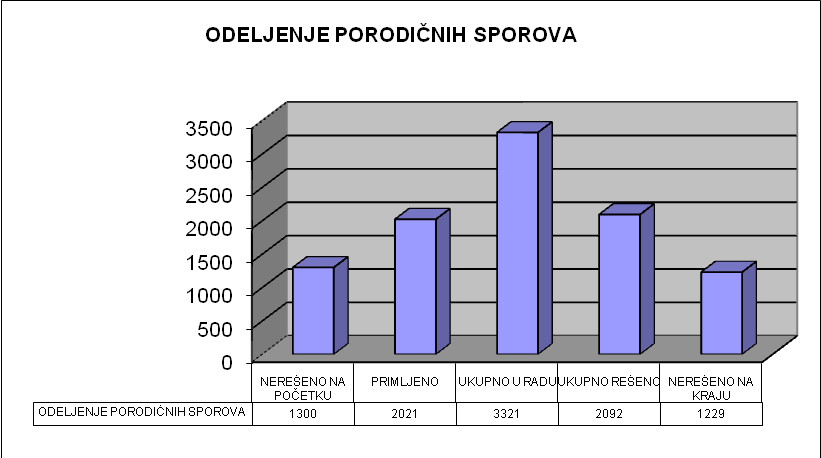 ODELJENJE PORODIČNIH SPOROVA
3500
3000
2500
2000
1500
1000
500
0
NEREŠENO NA POČETKU
PRIMLJENO
UKUPNO U RADU
UKUPNO REŠENO
NEREŠENO NA KRAJU
ODELJENJE PORODIČNIH SPOROVA 1300 2021 3321 2092 1229